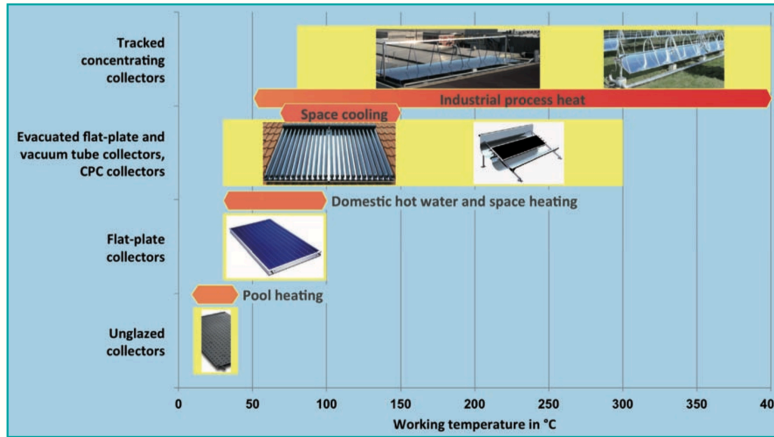 Tracked
concentrating
collectors
Industrial process heat
Space cooling
Evacuated flat-plate and
vacuum tube collectors,
CPC collectors
Domestic hot water and space heating
Flat-plate
collectors
Pool heating
Unglazed
collectors
0 50 100 150 200 250 300 350 40
Working temperature in °C